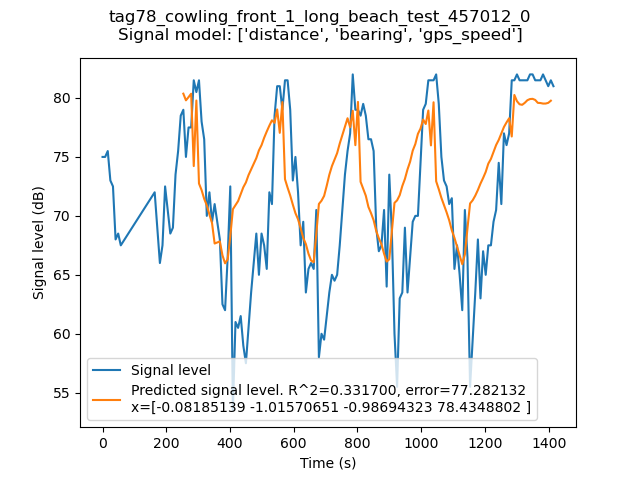 tag78_cowling_front_1_long_beach_test_457012_0
Signal model: ['distance', 'bearing', 'gps_speed']
Signal level (dB)
80
75
70
65
60
55
Signal level
Predicted signal level. R^2=0.331700, error=77.282132
x=[-0.08185139 -1.01570651 -0.98694323 78.4348802 ]
0 200 400 600 800 1000 1200 1400
Time (s)